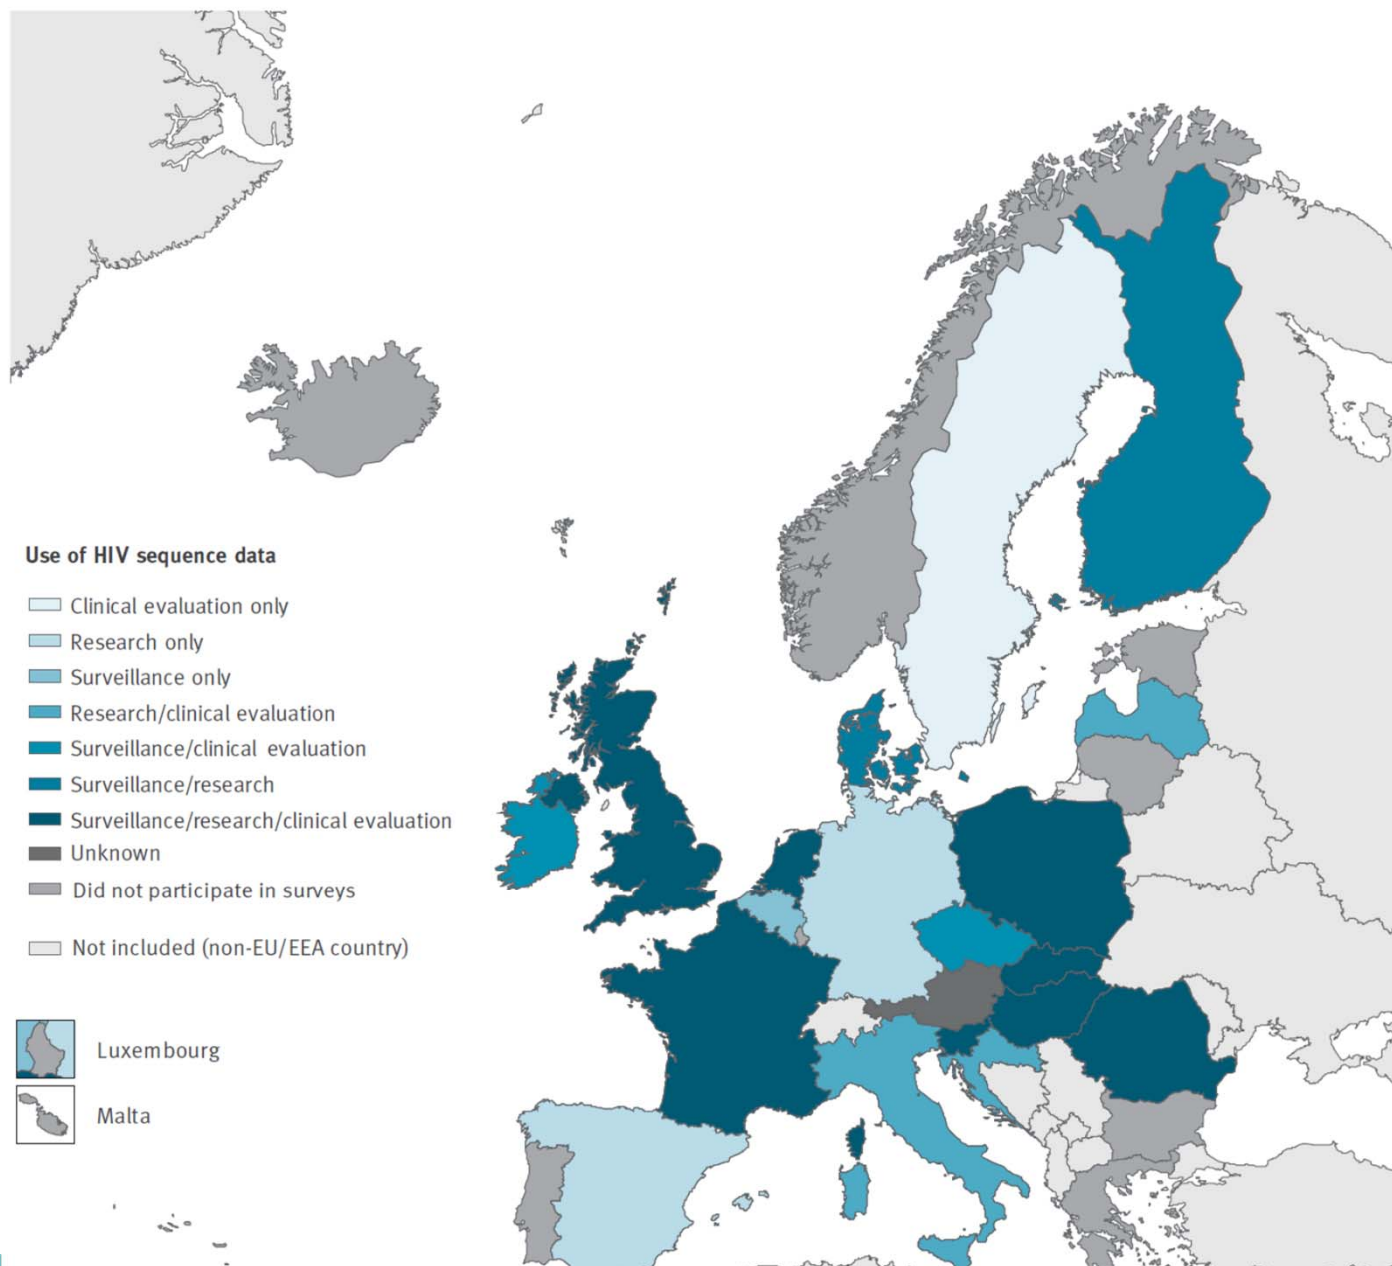 Use of HIV sequence data
Clinical evaluation only
Research only
Surveillance only
Research/clinical evaluation
Surveillance/clinical evaluation
Surveillance/research
Surveillance/research/clinical evaluation
Unknown
Did not participate in surveys
Not included (non-EU/EEA country)
Luxembourg
Malta